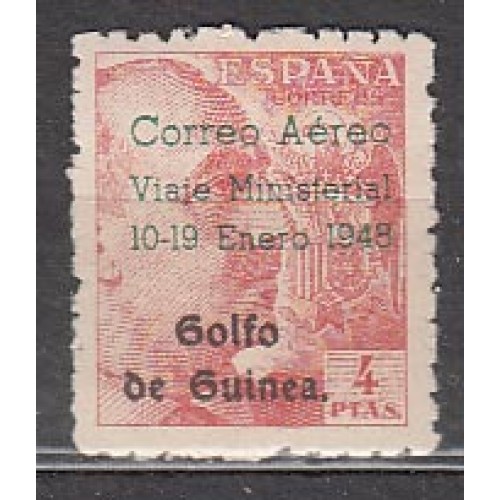 ESPAÑA
CORREOS
Correo Aéreo
Viaje Ministerial
10-19 Enero 1948
Golfo
de Guinea.
4
PTAS.